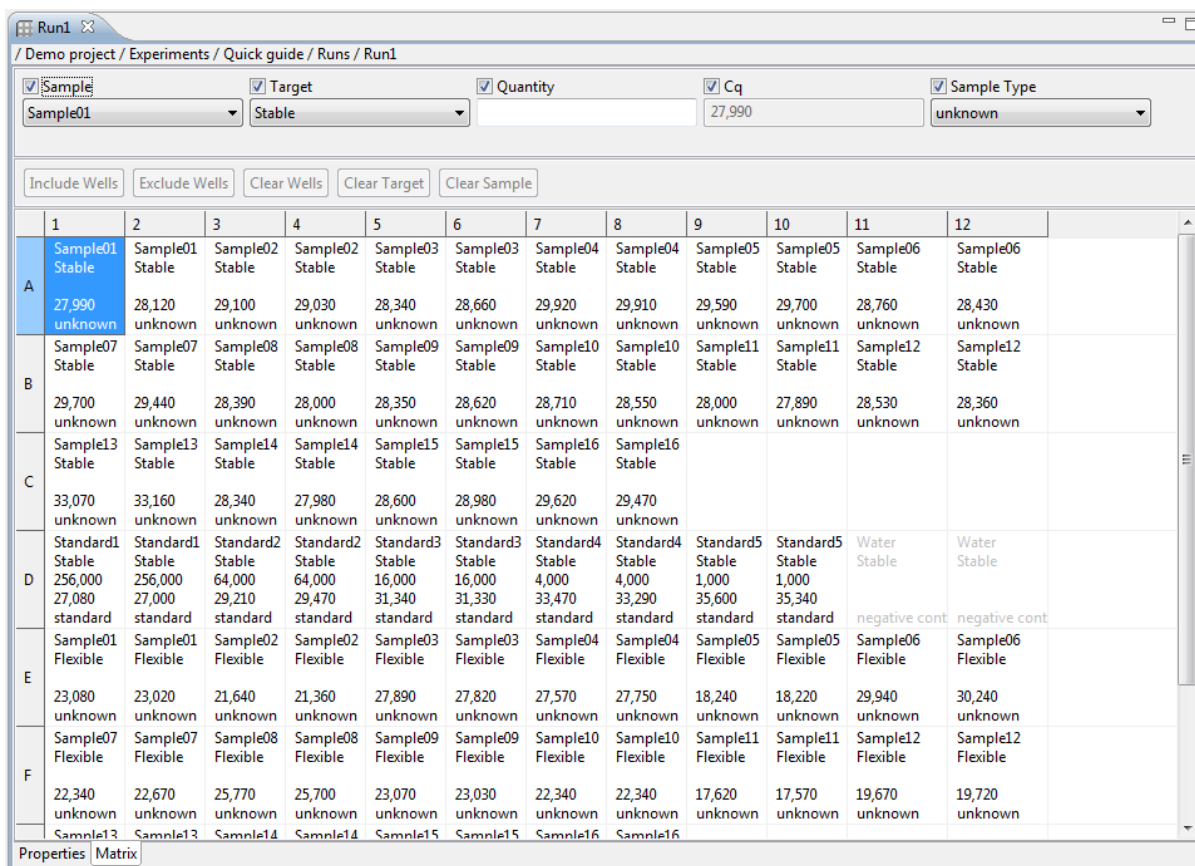 Run1
/ Demo project / Experiments / Quick guide / Runs / Run1
Sample Target Quantity Cq Sample Type
Sample01 Stable 27,990 unknown
Include Wells Exclude Wells Clear Wells Clear Target Clear Sample
1 2 3 4 5 6 7 8 9 10 11 12
Sample01 Sample01 Sample02 Sample02 Sample03 Sample03 Sample04 Sample04 Sample05 Sample05 Sample06 Sample06
Stable Stable Stable Stable Stable Stable Stable Stable Stable Stable Stable Stable
A
27,990 28,120 29,100 29,030 28,340 28,660 29,920 29,910 29,590 29,700 28,760 28,430
unknown unknown unknown unknown unknown unknown unknown unknown unknown unknown unknown unknown
Sample07 Sample07 Sample08 Sample08 Sample09 Sample09 Sample10 Sample10 Sample11 Sample11 Sample12 Sample12
Stable Stable Stable Stable Stable Stable Stable Stable Stable Stable Stable Stable
B
29,700 29,440 28,390 28,000 28,350 28,620 28,710 28,550 28,000 27,890 28,530 28,360
unknown unknown unknown unknown unknown unknown unknown unknown unknown unknown unknown unknown
Sample13 Sample13 Sample14 Sample14 Sample15 Sample15 Sample16 Sample16
Stable Stable Stable Stable Stable Stable Stable Stable
C
33,070 33,160 28,340 27,980 28,600 28,980 29,620 29,470
unknown unknown unknown unknown unknown unknown unknown unknown
Standard1 Standard1 Standard2 Standard2 Standard3 Standard3 Standard4 Standard4 Standard5 Standard5 Water Water
Stable Stable Stable Stable Stable Stable Stable Stable Stable Stable Stable Stable
D 256,000 256,000 64,000 64,000 16,000 16,000 4,000 4,000 1,000 1,000
27,080 27,000 29,210 29,470 31,340 31,330 33,470 33,290 35,600 35,340
standard standard standard standard standard standard standard standard standard standard negative cont negative cont
Sample01 Sample01 Sample02 Sample02 Sample03 Sample03 Sample04 Sample04 Sample05 Sample05 Sample06 Sample06
Flexible Flexible Flexible Flexible Flexible Flexible Flexible Flexible Flexible Flexible Flexible Flexible
E
23,080 23,020 21,640 21,360 27,890 27,820 27,570 27,750 18,240 18,220 29,940 30,240
unknown unknown unknown unknown unknown unknown unknown unknown unknown unknown unknown unknown
Sample07 Sample07 Sample08 Sample08 Sample09 Sample09 Sample10 Sample10 Sample11 Sample11 Sample12 Sample12
Flexible Flexible Flexible Flexible Flexible Flexible Flexible Flexible Flexible Flexible Flexible Flexible
F
22,340 22,670 25,770 25,700 23,070 23,030 22,340 22,340 17,620 17,570 19,670 19,720
unknown unknown unknown unknown unknown unknown unknown unknown unknown unknown unknown unknown
Sample13 Sample13 Sample14 Sample14 Sample15 Sample15 Sample16 Sample16
Properties Matrix